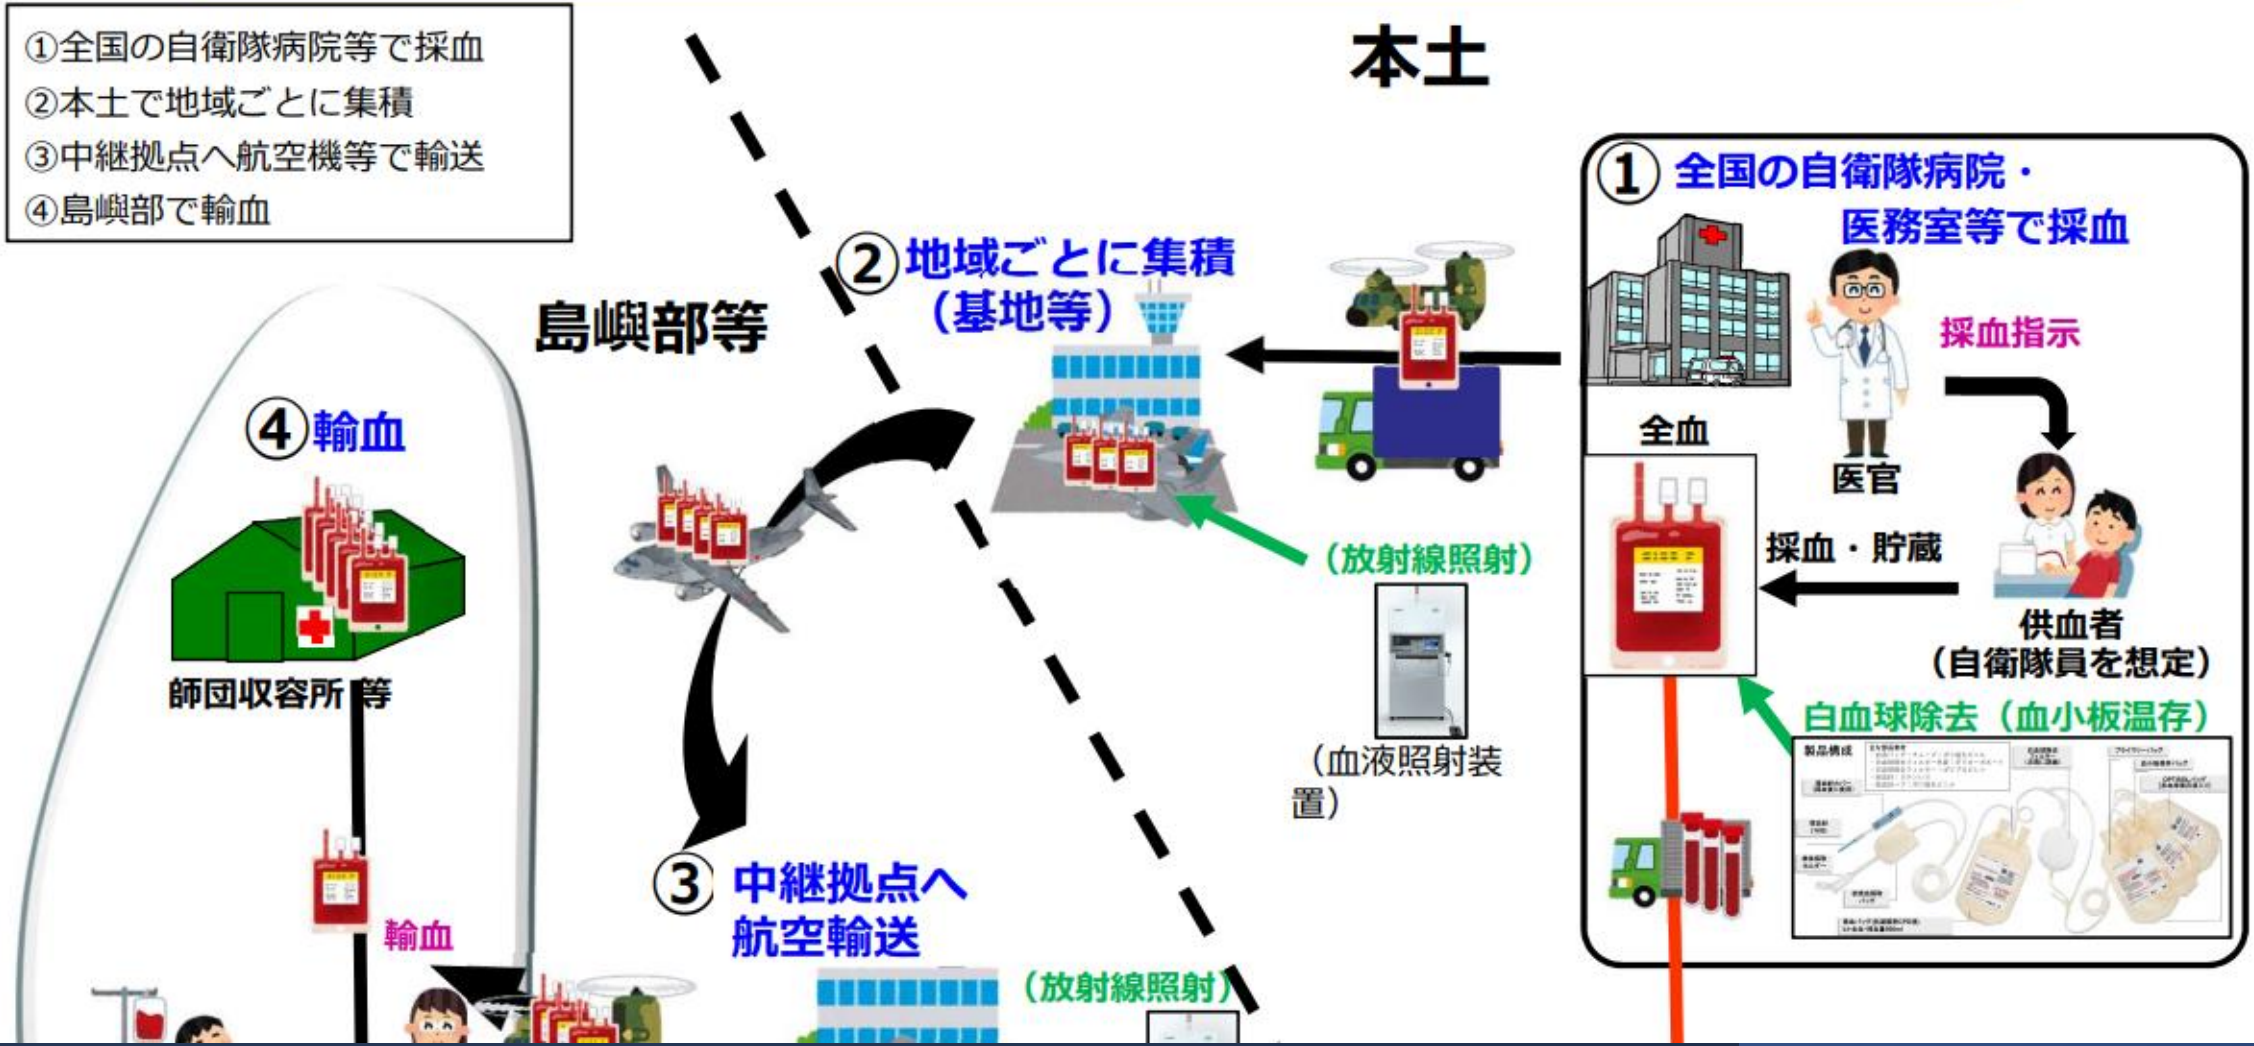 ①全国の自衛隊病院等で採血
②本土で地域ごとに集積
③中継拠点へ航空機等で輸送
④島嶼部で輸血
本土
島嶼部等
①全国の自衛隊病院・
医務室等で採血
採血指示
医官
全血
採血・貯蔵
供血者
（自衛隊員を想定）
白血球除去（血小板温存）
製品構成
②地域ごとに集積
（基地等）
（放射線照射）
（血液照射装
置）
③ 中継拠点へ
航空輸送
（放射線照射）
④輸血
師団収容所 等
輸血